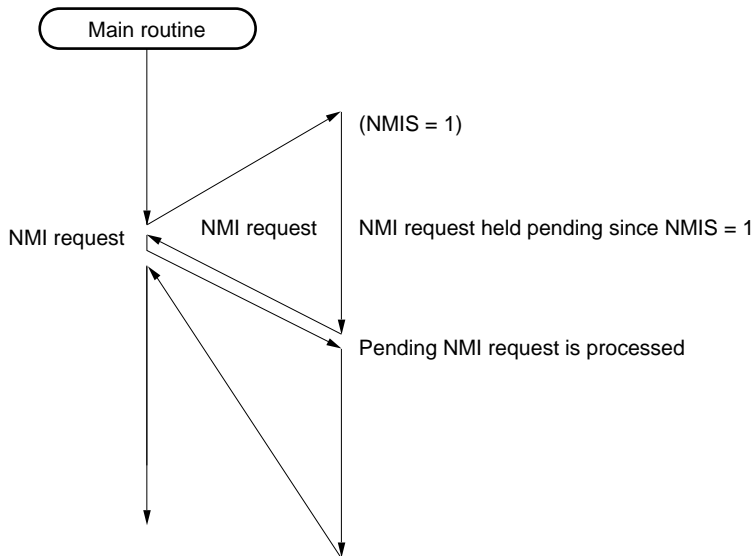 Main routine
(NMIS = 1)
NMI request
NMI request
NMI request held pending since NMIS = 1
Pending NMI request is processed